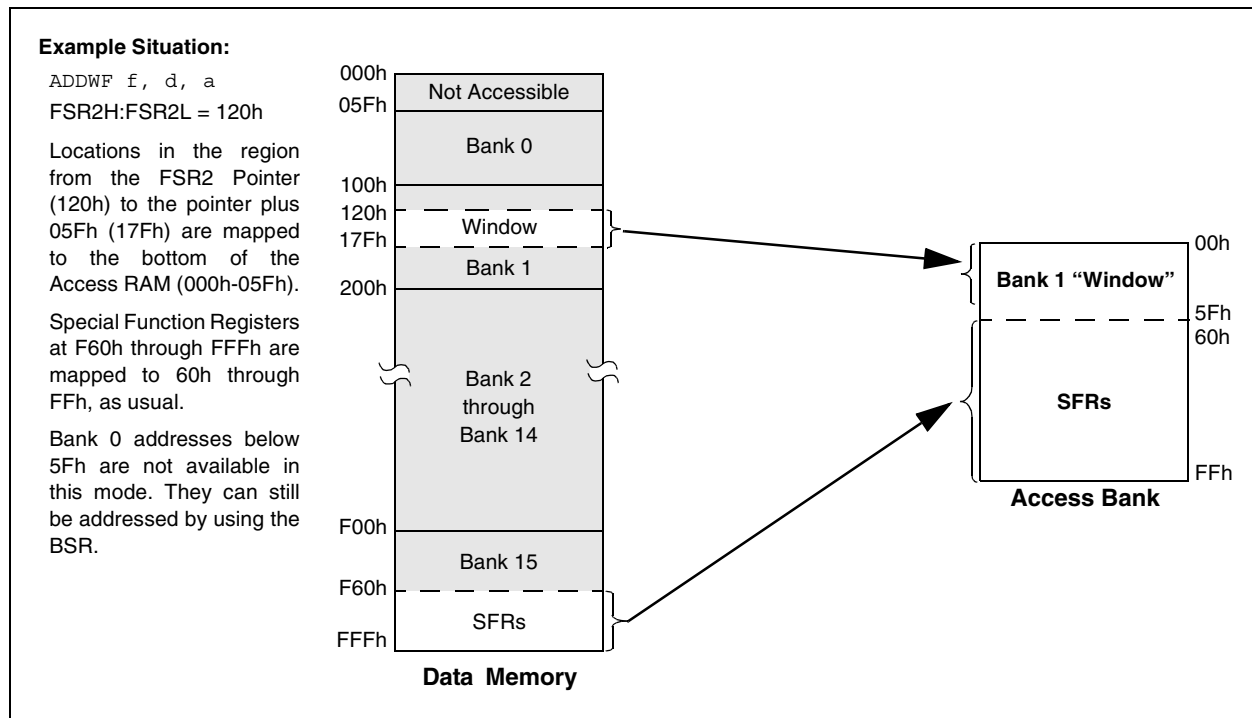 Example Situation:
ADDWF f, d, a
FSR2H:FSR2L = 120h
Locations in the region
from the FSR2 Pointer
(120h) to the pointer plus
05Fh (17Fh) are mapped
to the bottom of the
Access RAM (000h-05Fh).
Special Function Registers
at F60h through FFFh are
mapped to 60h through
FFh, as usual.
Bank 0 addresses below
5Fh are not available in
this mode. They can still
be addressed by using the
BSR.
000h
Not Accessible
05Fh
Bank 0
100h
120h
Window
17Fh
Bank 1
200h
Bank 2
through
Bank 14
F00h
Bank 15
F60h
SFRs
FFFh
Data Memory
00h
Bank 1 “Window”
5Fh
60h
SFRs
FFh
Access Bank